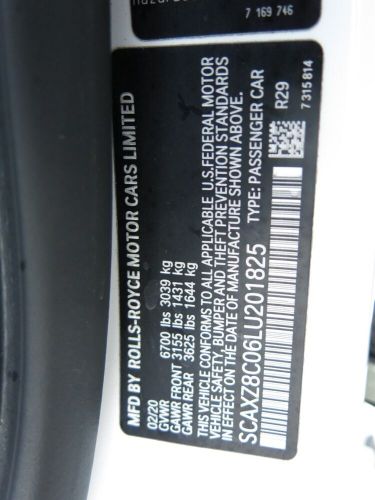 7 169 746
MFD BY ROLLS-ROYCE MOTOR CARS LIMITED
02/20
GVWR 6700 lbs 3039 kg
GAWR FRONT 3155 lbs 1431 kg
GAWR REAR 3625 lbs 1644 kg
THIS VEHICLE CONFORMS TO ALL APPLICABLE U.S.FEDERAL MOTOR
VEHICLE SAFETY, BUMPER AND THEFT PREVENTION STANDARDS
IN EFFECT ON THE DATE OF MANUFACTURE SHOWN ABOVE.
SCAXZ8C06LU201825 TYPE: PASSENGER CAR
R29
7 315 814